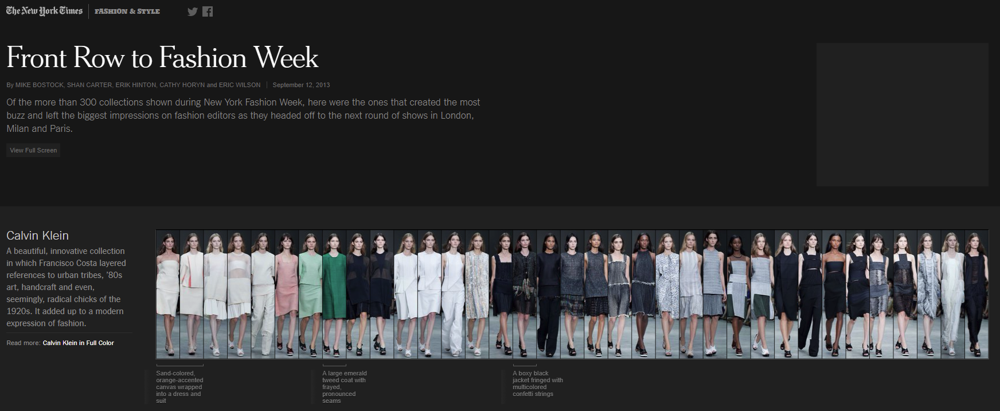 The New York Times
FASHION & STYLE
Front Row to Fashion Week
By MIKE BOSTOCK, SHAN CARTER, ERIK HINTON, CATHY HORYN and ERIC WILSON
September 12, 2013
Of the more than 300 collections shown during New York Fashion Week, here were the ones that created the most
buzz and left the biggest impressions on fashion editors as they headed off to the next round of shows in London,
Milan and Paris.
View Full Screen
Calvin Klein
A beautiful, innovative collection
in which Francisco Costa layered
references to urban tribes, ’80s
art, handcraft and even,
seemingly, radical chicks of the
1920s. It added up to a modern
expression of fashion.
Read more: Calvin Klein in Full Color
Sand-colored,
orange-accented
canvas wrapped
into a dress and
suit
A large emerald
tweed coat with
frayed,
pronounced
seams
A boxy black
jacket fringed with
multicolored
confetti strings